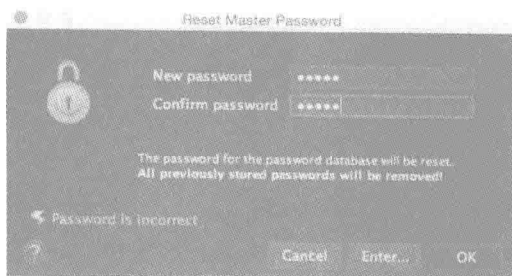 Reset Master Password
New password •••••
Confirm password •••••
The password for the password database will be reset.
All previously stored passwords will be removed!
Password is incorrect
?
Cancel Enter... OK